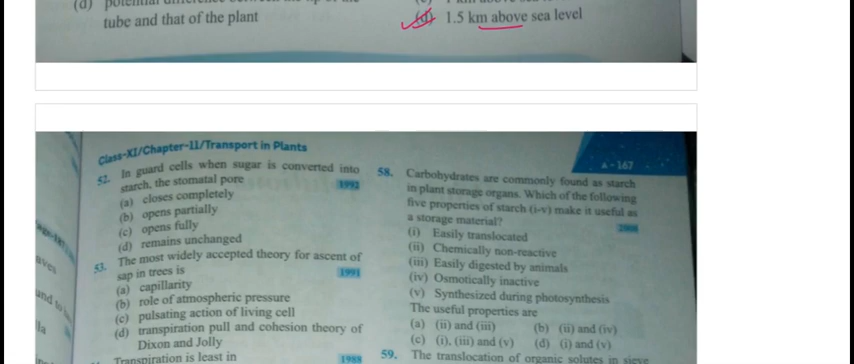 tube and that of the plant
(d) 1.5 km above sea level
Class-XI/Chapter-11/Transport in Plants
A-167
52. In guard cells when sugar is converted into
starch, the stomatal pore 1992
(a) closes completely
(b) opens partially
(c) opens fully
(d) remains unchanged
53. The most widely accepted theory for ascent of
sap in trees is 1991
(a) capillarity
(b) role of atmospheric pressure
(c) pulsating action of living cell
(d) transpiration pull and cohesion theory of
Dixon and Jolly
Transpiration is least in 1988
58. Carbohydrates are commonly found as starch
in plant storage organs. Which of the following
five properties of starch (i-v) make it useful as
a storage material? 2008
(i) Easily translocated
(ii) Chemically non-reactive
(iii) Easily digested by animals
(iv) Osmotically inactive
(v) Synthesized during photosynthesis
The useful properties are
(a) (ii) and (iii) (b) (ii) and (iv)
(c) (i), (iii) and (v) (d) (i) and (v)
59. The translocation of organic solutes in sieve